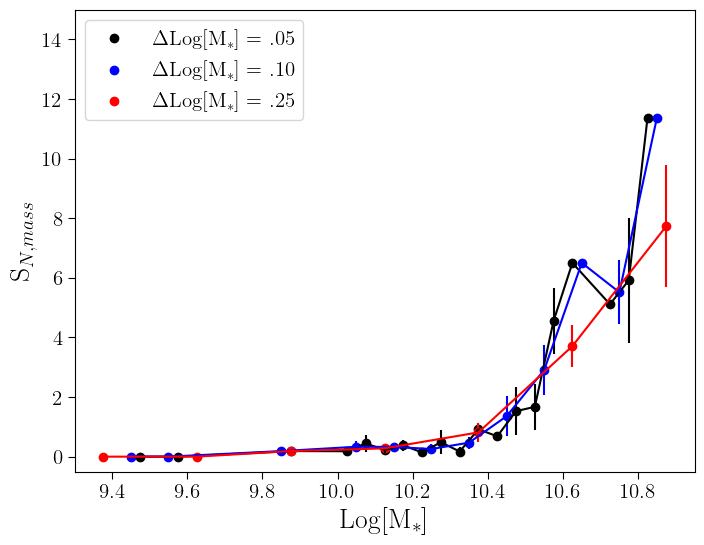 ΔLog[M*] = .05
ΔLog[M*] = .10
ΔLog[M*] = .25
14
12
10
8
6
4
2
0
S_{N,mass}
9.4 9.6 9.8 10.0 10.2 10.4 10.6 10.8
Log[M*]